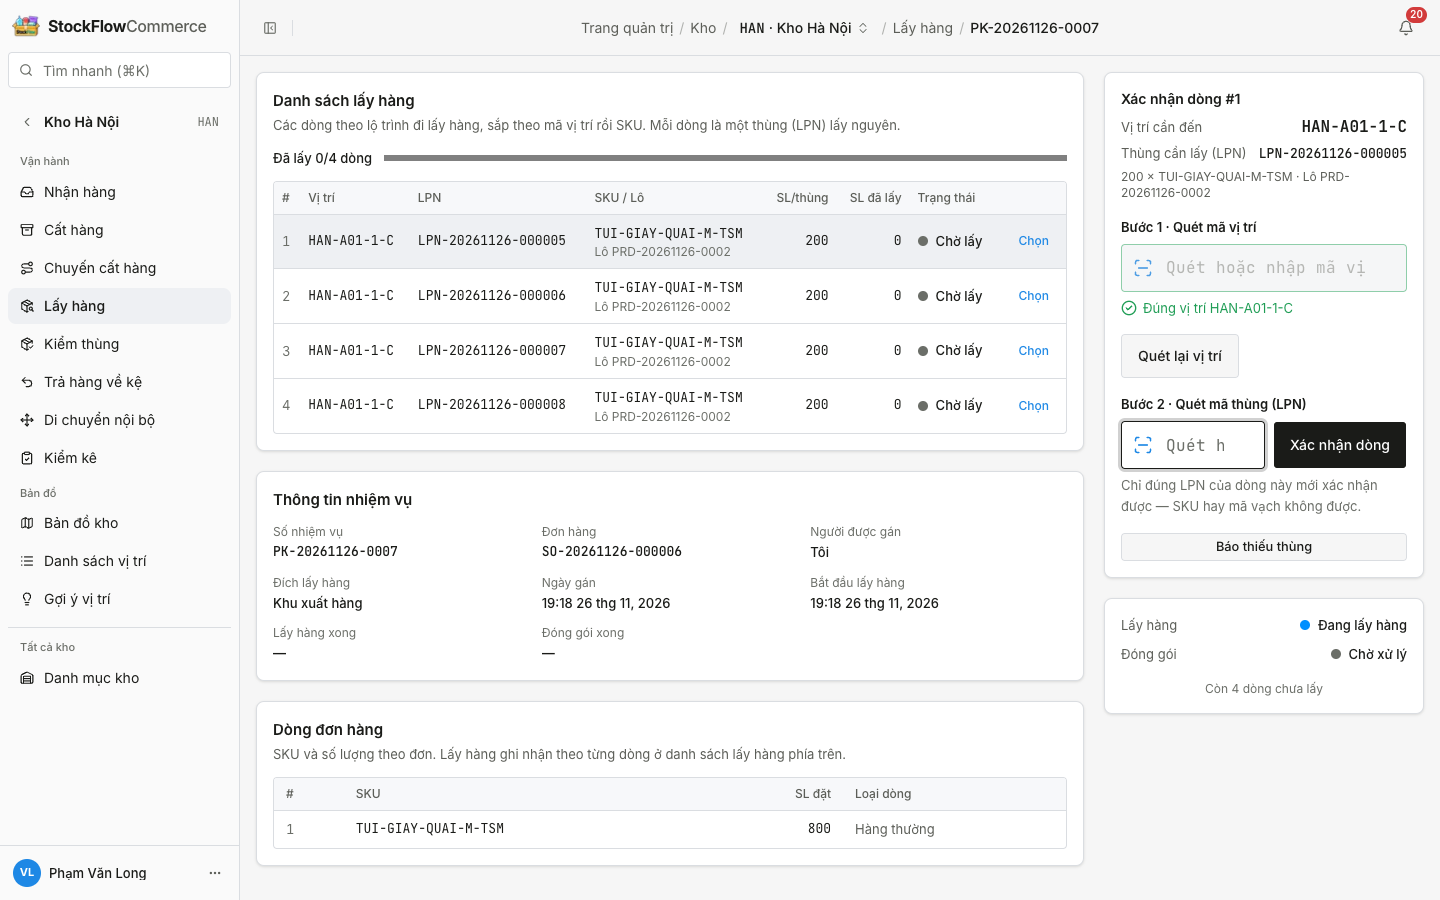 StockFlowCommerce
Tìm nhanh (⌘K)
Kho Hà Nội HAN
Vận hành
Nhận hàng
Cất hàng
Chuyến cất hàng
Lấy hàng
Kiểm thùng
Trả hàng về kệ
Di chuyển nội bộ
Kiểm kê
Bản đồ
Bản đồ kho
Danh sách vị trí
Gợi ý vị trí
Tất cả kho
Danh mục kho
VL Phạm Văn Long
Trang quản trị / Kho / HAN · Kho Hà Nội / Lấy hàng / PK-20261126-0007
20
Danh sách lấy hàng
Các dòng theo lộ trình đi lấy hàng, sắp theo mã vị trí rồi SKU. Mỗi dòng là một thùng (LPN) lấy nguyên.
Đã lấy 0/4 dòng
# Vị trí LPN SKU / Lô SL/thùng SL đã lấy Trạng thái
1 HAN-A01-1-C LPN-20261126-000005 TUI-GIAY-QUAI-M-TSM 200 0 Chờ lấy Chọn
Lô PRD-20261126-0002
2 HAN-A01-1-C LPN-20261126-000006 TUI-GIAY-QUAI-M-TSM 200 0 Chờ lấy Chọn
Lô PRD-20261126-0002
3 HAN-A01-1-C LPN-20261126-000007 TUI-GIAY-QUAI-M-TSM 200 0 Chờ lấy Chọn
Lô PRD-20261126-0002
4 HAN-A01-1-C LPN-20261126-000008 TUI-GIAY-QUAI-M-TSM 200 0 Chờ lấy Chọn
Lô PRD-20261126-0002
Thông tin nhiệm vụ
Số nhiệm vụ Đơn hàng Người được gán
PK-20261126-0007 SO-20261126-000006 Tôi
Đích lấy hàng Ngày gán Bắt đầu lấy hàng
Khu xuất hàng 19:18 26 thg 11, 2026 19:18 26 thg 11, 2026
Lấy hàng xong Đóng gói xong
— —
Dòng đơn hàng
SKU và số lượng theo đơn. Lấy hàng ghi nhận theo từng dòng ở danh sách lấy hàng phía trên.
# SKU SL đặt Loại dòng
1 TUI-GIAY-QUAI-M-TSM 800 Hàng thường
Xác nhận dòng #1
Vị trí cần đến HAN-A01-1-C
Thùng cần lấy (LPN) LPN-20261126-000005
200 × TUI-GIAY-QUAI-M-TSM · Lô PRD-
20261126-0002
Bước 1 · Quét mã vị trí
Quét hoặc nhập mã vị
Đúng vị trí HAN-A01-1-C
Quét lại vị trí
Bước 2 · Quét mã thùng (LPN)
Quét h Xác nhận dòng
Chỉ đúng LPN của dòng này mới xác nhận
được — SKU hay mã vạch không được.
Báo thiếu thùng
Lấy hàng Đang lấy hàng
Đóng gói Chờ xử lý
Còn 4 dòng chưa lấy